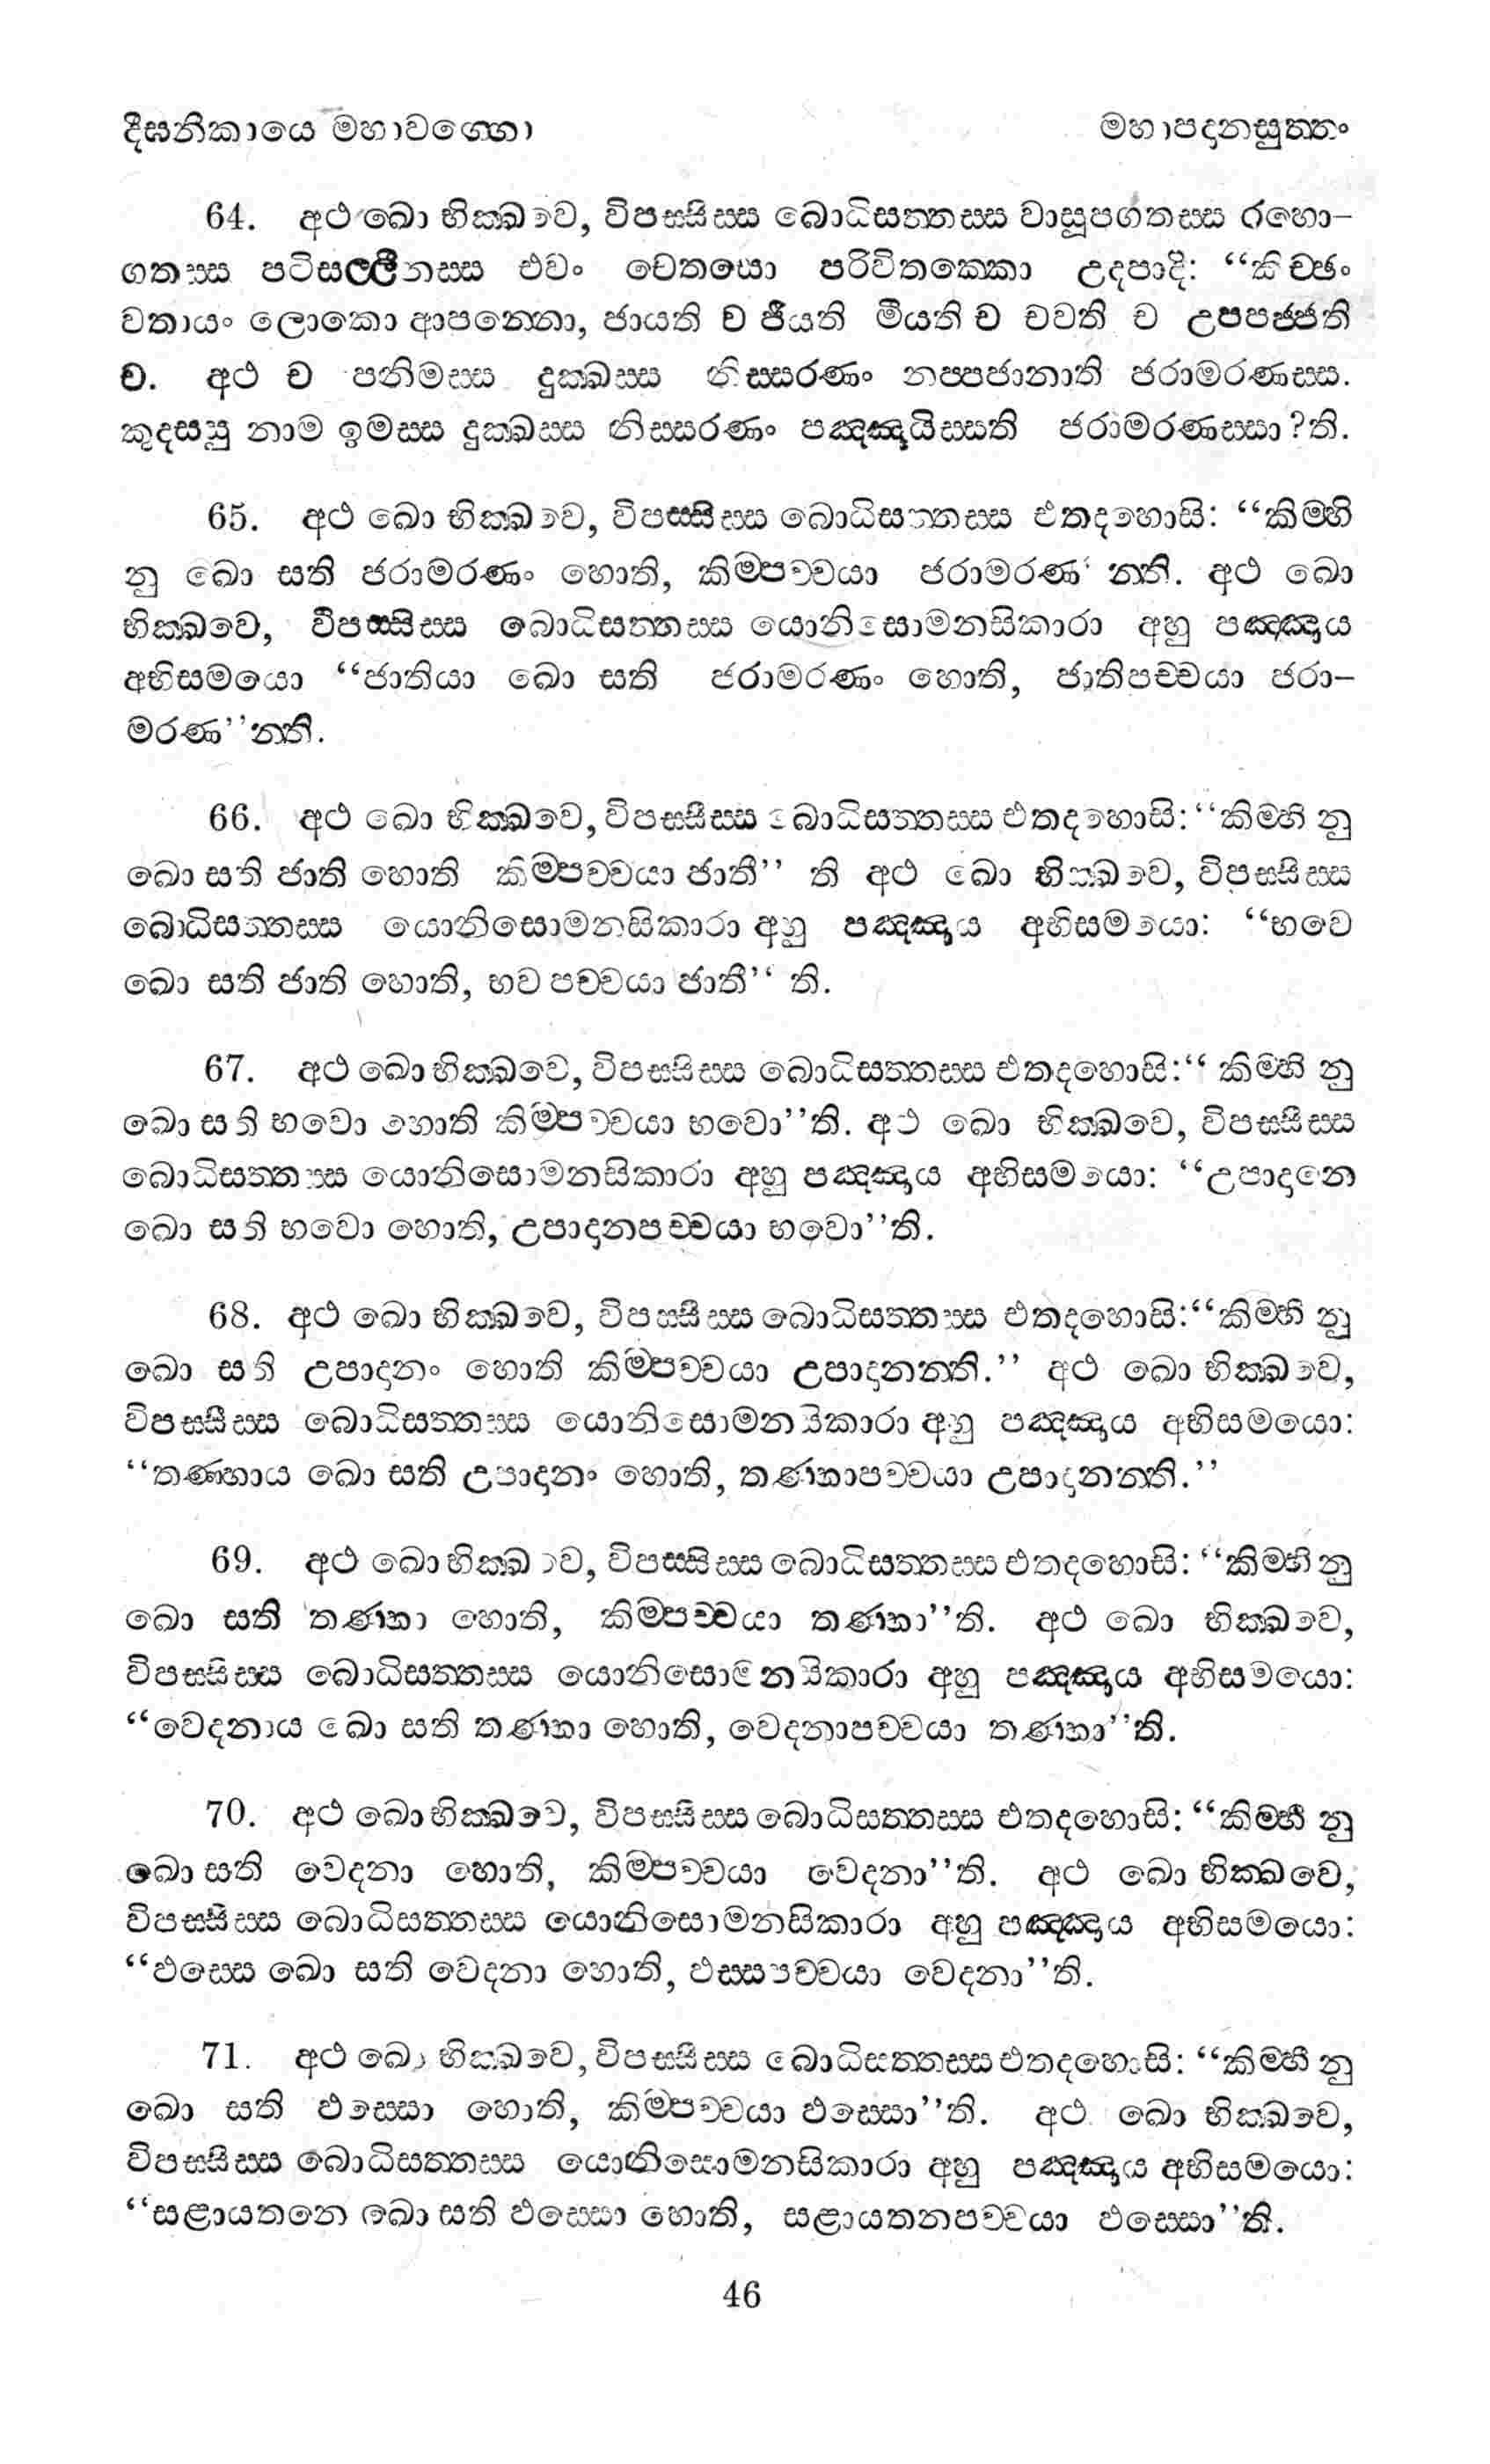 දීඝනිකායෙ මහාවග්ගො මහාපදානසුත්තං
64. අථ ඛො භික්ඛවෙ, විපස්සිස්ස බොධිසත්තස්ස වාසූපගතස්ස රහො-
ගතස්ස පටිසල්ලීනස්ස එවං චෙතසො පරිවිතක්කො උදපාදි: “කිච්ඡං
වතායං ලොකො ආපන්නො, ජායති ච ජීයති මීයති ච චවති ච උපපජ්ජති
ච. අථ ච පනිමස්ස දුක්ඛස්ස නිස්සරණං නප්පජානාති ජරාමරණස්ස.
කුදස්සු නාම ඉමස්ස දුක්ඛස්ස නිස්සරණං පඤ්ඤායිස්සති ජරාමරණස්සා?ති.
65. අථ ඛො භික්ඛවෙ, විපස්සිස්ස බොධිසත්තස්ස එතදහොසි: “කිම්හි
නු ඛො සති ජරාමරණං හොති, කිම්පච්චයා ජරාමරණ‘ න්ති. අථ ඛො
භික්ඛවෙ, විපස්සිස්ස බොධිසත්තස්ස යොනිසොමනසිකාරා අහු පඤ්ඤාය
අභිසමයො “ජාතියා ඛො සති ජරාමරණං හොති, ජාතිපච්චයා ජරා-
මරණ’’න්ති.
66. අථ ඛො භික්ඛවෙ, විපස්සිස්ස බොධිසත්තස්ස එතදහොසි: “කිම්හි නු
ඛො සති ජාති හොති කිම්පච්චයා ජාතී’’ ති අථ ඛො භික්ඛවෙ, විපස්සිස්ස
බොධිසත්තස්ස යොනිසොමනසිකාරා අහු පඤ්ඤාය අභිසමයො: “භවෙ
ඛො සති ජාති හොති, භව පච්චයා ජාතී’‘ ති.
67. අථ ඛො භික්ඛවෙ, විපස්සිස්ස බොධිසත්තස්ස එතදහොසි:“ කිම්හි නු
ඛො සති භවො හොති කිම්පච්චයා භවො’’ති. අථ ඛො භික්ඛවෙ, විපස්සිස්ස
බොධිසත්තස්ස යොනිසොමනසිකාරා අහු පඤ්ඤාය අභිසමයො: “උපාදානෙ
ඛො සති භවො හොති, උපාදානපච්චයා භවො’’ති.
68. අථ ඛො භික්ඛවෙ, විපස්සිස්ස බොධිසත්තස්ස එතදහොසි:“කිම්හි නු
ඛො සති උපාදානං හොති කිම්පච්චයා උපාදානන්ති.’’ අථ ඛො භික්ඛවෙ,
විපස්සිස්ස බොධිසත්තස්ස යොනිසොමනසිකාරා අහු පඤ්ඤාය අභිසමයො:
“තණ්හාය ඛො සති උපාදානං හොති, තණ්හාපච්චයා උපාදානන්ති.’’
69. අථ ඛො භික්ඛවෙ, විපස්සිස්ස බොධිසත්තස්ස එතදහොසි: “කිම්හි නු
ඛො සති තණ්හා හොති, කිම්පච්චයා තණ්හා’’ති. අථ ඛො භික්ඛවෙ,
විපස්සිස්ස බොධිසත්තස්ස යොනිසොමනසිකාරා අහු පඤ්ඤාය අභිසමයො:
“වෙදනාය ඛො සති තණ්හා හොති, වෙදනාපච්චයා තණ්හා’’ති.
70. අථ ඛො භික්ඛවෙ, විපස්සිස්ස බොධිසත්තස්ස එතදහොසි: “කිම්හි නු
ඛො සති වෙදනා හොති, කිම්පච්චයා වෙදනා’’ති. අථ ඛො භික්ඛවෙ,
විපස්සිස්ස බොධිසත්තස්ස යොනිසොමනසිකාරා අහු පඤ්ඤාය අභිසමයො:
“ඵස්සෙ ඛො සති වෙදනා හොති, ඵස්සපච්චයා වෙදනා’’ති.
71. අථ ඛො භික්ඛවෙ, විපස්සිස්ස බොධිසත්තස්ස එතදහොසි: “කිම්හි නු
ඛො සති ඵස්සො හොති, කිම්පච්චයා ඵස්සො’’ති. අථ ඛො භික්ඛවෙ,
විපස්සිස්ස බොධිසත්තස්ස යොනිසොමනසිකාරා අහු පඤ්ඤාය අභිසමයො:
“සළායතනෙ ඛො සති ඵස්සො හොති, සළායතනපච්චයා ඵස්සො’’ති.
46